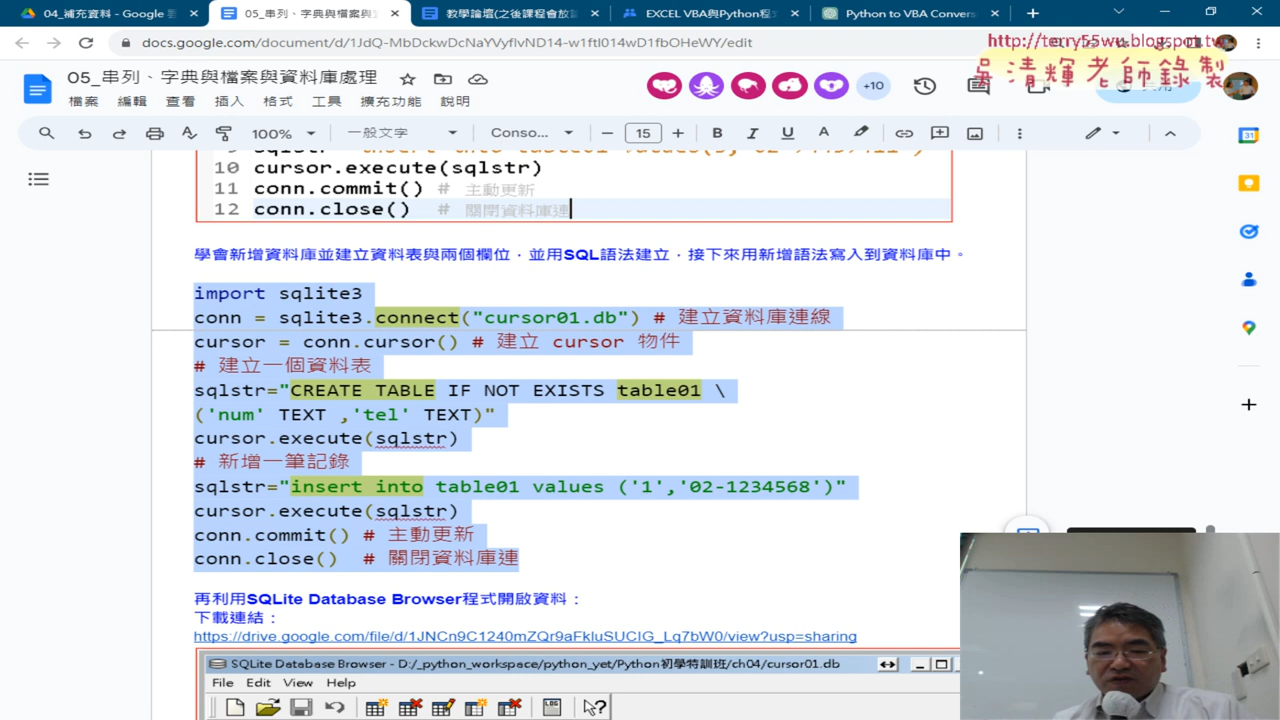 04_補充資料 - Google
05_串列、字典與檔案與資
教學論壇(之後課程會放
EXCEL VBA與Python程
Python to VBA Convers
docs.google.com/document/d/1JdQ-MbDckwDcNaYVyflvND14-w1ftl014wD1fbOHeWY/edit
http://terry55wu.blogspot.tw
吳清輝老師錄製
05_串列、字典與檔案與資料庫處理
檔案 編輯 查看 插入 格式 工具 擴充功能 說明
+10
100% 一般文字 Conso... 15
10 cursor.execute(sqlstr)
11 conn.commit() # 主動更新
12 conn.close() # 關閉資料庫連
學會新增資料庫並建立資料表與兩個欄位，並用SQL語法建立，接下來用新增語法寫入到資料庫中。
import sqlite3
conn = sqlite3.connect("cursor01.db") # 建立資料庫連線
cursor = conn.cursor() # 建立 cursor 物件
# 建立一個資料表
sqlstr="CREATE TABLE IF NOT EXISTS table01 \
('num' TEXT ,'tel' TEXT)"
cursor.execute(sqlstr)
# 新增一筆記錄
sqlstr="insert into table01 values ('1','02-1234568')"
cursor.execute(sqlstr)
conn.commit() # 主動更新
conn.close() # 關閉資料庫連
再利用SQLite Database Browser程式開啟資料：
下載連結：
https://drive.google.com/file/d/1JNCn9C1240mZQr9aFkluSUCIG_Lq7bW0/view?usp=sharing
SQLite Database Browser - D:/_python_workspace/python_yet/Python初學特訓班/ch04/cursor01.db
File Edit View Help
LOG